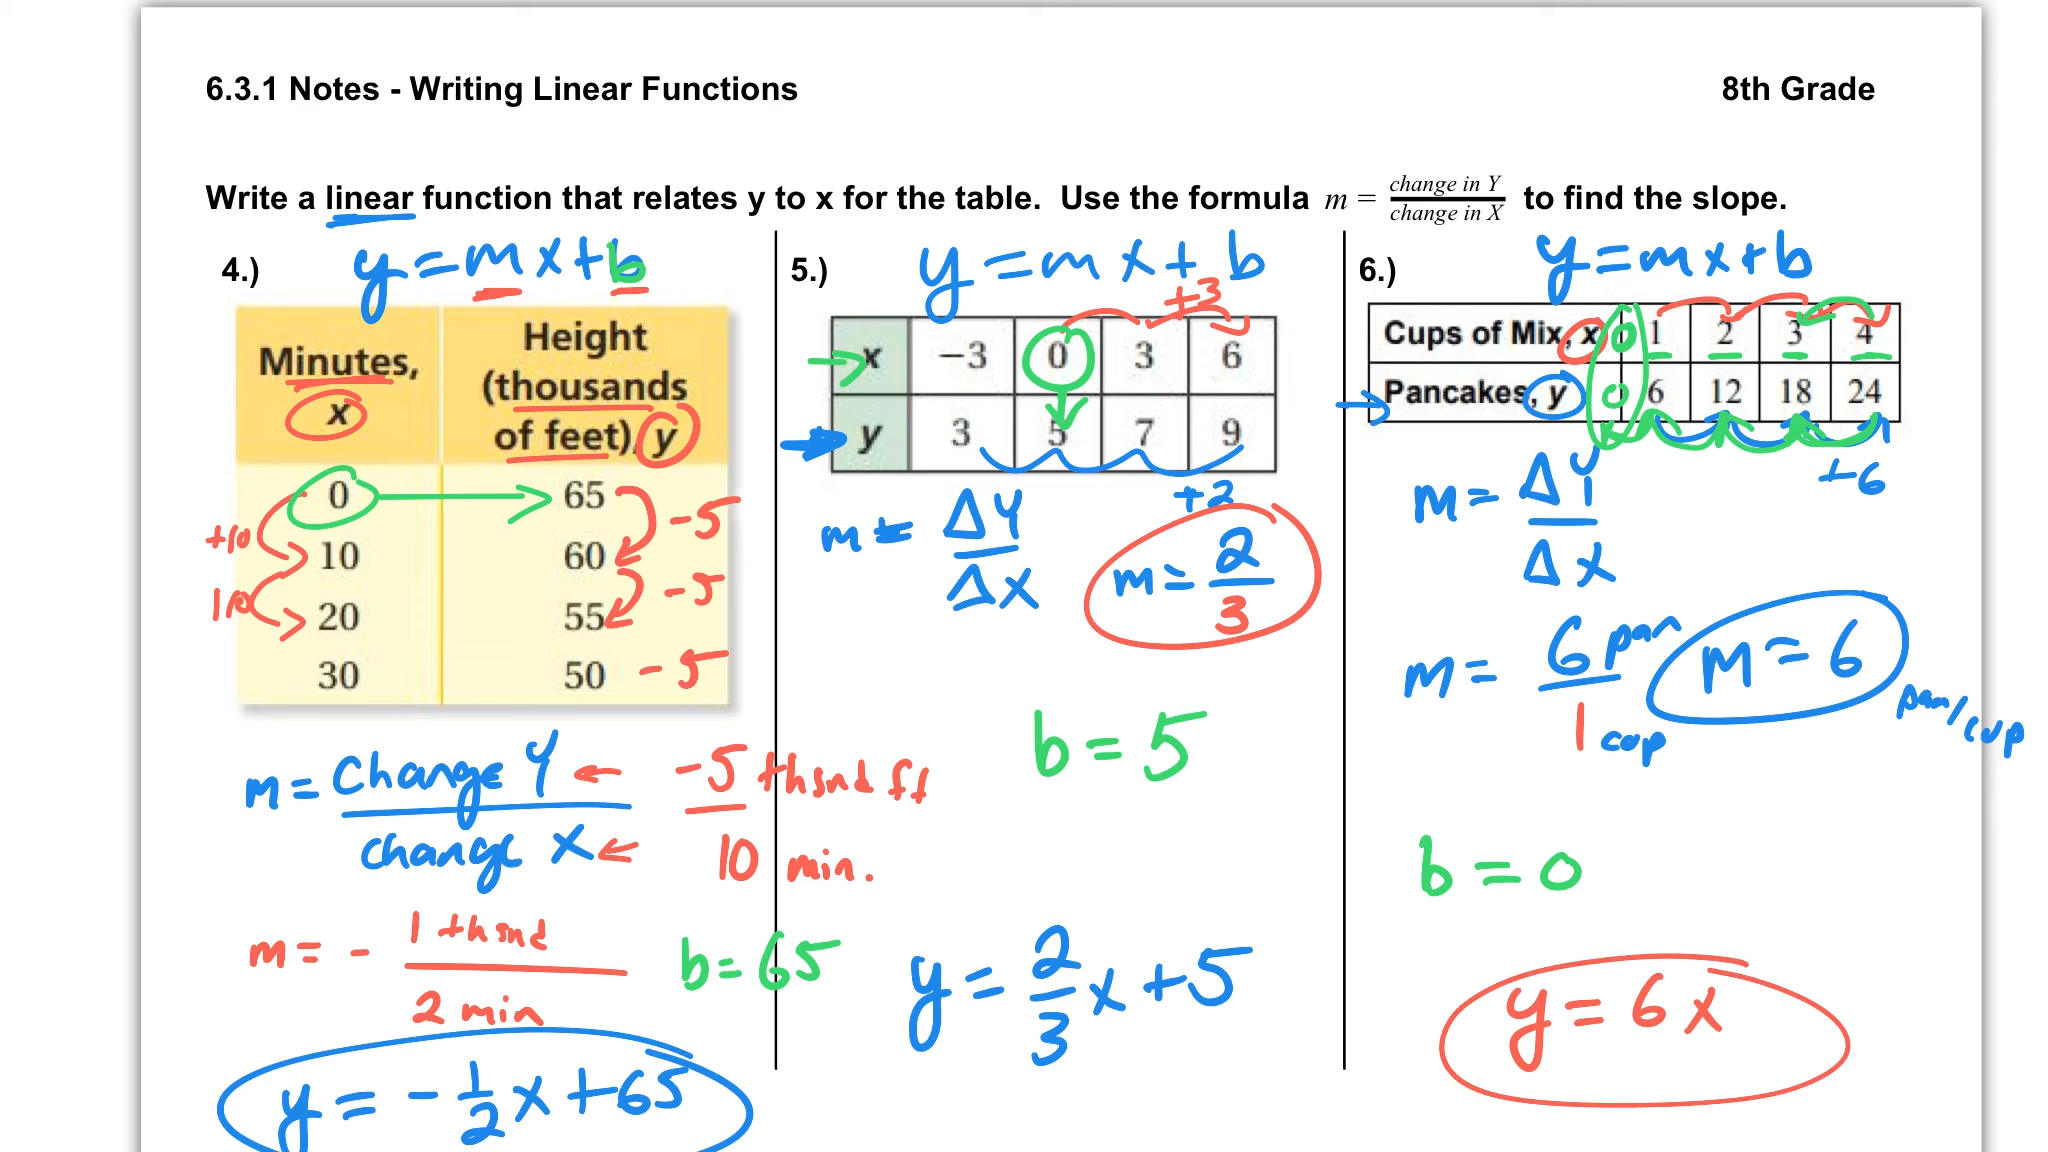 6.3.1 Notes - Writing Linear Functions 8th Grade
Write a linear function that relates y to x for the table. Use the formula m = change in Y / change in X to find the slope.
4.) y = mx+b
Minutes, x Height (thousands of feet), y
0 65 -5
+10
10 60 -5
20 55
30 50 -5
m = Change Y ← -5 thsnd ft
change X ← 10 min.
m = - 1 thsnd
2 min
b = 65
y = - 1/2 x + 65
5.) y = mx + b
+3
x -3 0 3 6
y 3 5 7 9
+2
m = ΔY / ΔX
m = 2/3
b = 5
y = 2/3 x + 5
6.) y = mx+b
Cups of Mix, x 0 1 2 3 4
Pancakes, y 0 6 12 18 24
+6
m = ΔY / ΔX
m = 6 pan / 1 cup
m = 6 pan/cup
b = 0
y = 6x